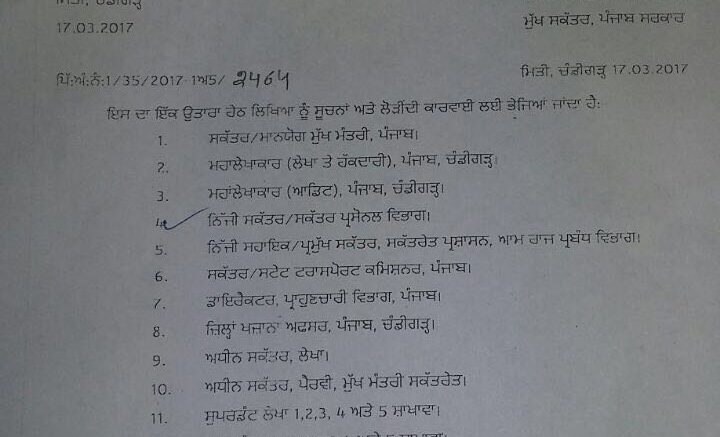 ਮਿਤੀ, ਚੰਡੀਗੜ੍ਹ
17.03.2017
ਮੁੱਖ ਸਕੱਤਰ, ਪੰਜਾਬ ਸਰਕਾਰ
ਪਿੱ:ਅੰ:ਨੰ:1/35/2017-1ਅ5/ 2464
ਮਿਤੀ, ਚੰਡੀਗੜ੍ਹ 17.03.2017
ਇਸ ਦਾ ਇੱਕ ਉਤਾਰਾ ਹੇਠ ਲਿਖਿਆ ਨੂੰ ਸੂਚਨਾਂ ਅਤੇ ਲੋੜੀਂਦੀ ਕਾਰਵਾਈ ਲਈ ਭੇਜਿਆਂ ਜਾਂਦਾ ਹੈ:-
1. ਸਕੱਤਰ/ਮਾਨਯੋਗ ਮੁੱਖ ਮੰਤਰੀ, ਪੰਜਾਬ।
2. ਮਹਾਲੇਖਾਕਾਰ (ਲੇਖਾ ਤੇ ਹੱਕਦਾਰੀ), ਪੰਜਾਬ, ਚੰਡੀਗੜ੍ਹ।
3. ਮਹਾਂਲੇਖਾਕਾਰ (ਆਡਿਟ), ਪੰਜਾਬ, ਚੰਡੀਗੜ੍ਹ।
4. ਨਿੱਜੀ ਸਕੱਤਰ/ਸਕੱਤਰ ਪ੍ਰਸੋਨਲ ਵਿਭਾਗ।
5. ਨਿੱਜੀ ਸਹਾਇਕ/ਪ੍ਰਮੁੱਖ ਸਕੱਤਰ, ਸਕੱਤਰੇਤ ਪ੍ਰਸ਼ਾਸਨ, ਆਮ ਰਾਜ ਪ੍ਰਬੰਧ ਵਿਭਾਗ।
6. ਸਕੱਤਰ/ਸਟੇਟ ਟਰਾਸਪੋਰਟ ਕਮਿਸ਼ਨਰ, ਪੰਜਾਬ।
7. ਡਾਇਰੈਕਟਰ, ਪ੍ਰਾਹੁਣਚਾਰੀ ਵਿਭਾਗ, ਪੰਜਾਬ।
8. ਜ਼ਿਲ੍ਹਾਂ ਖਜਾਨਾਂ ਅਫਸਰ, ਪੰਜਾਬ, ਚੰਡੀਗੜ੍ਹ।
9. ਅਧੀਨ ਸਕੱਤਰ, ਲੇਖਾ।
10. ਅਧੀਨ ਸਕੱਤਰ, ਪੈਰਵੀ, ਮੁੱਖ ਮੰਤਰੀ ਸਕੱਤਰੇਤ।
11. ਸੁਪਰਡੰਟ ਲੇਖਾ 1,2,3, 4 ਅਤੇ 5 ਸਾਖਾਵਾ।